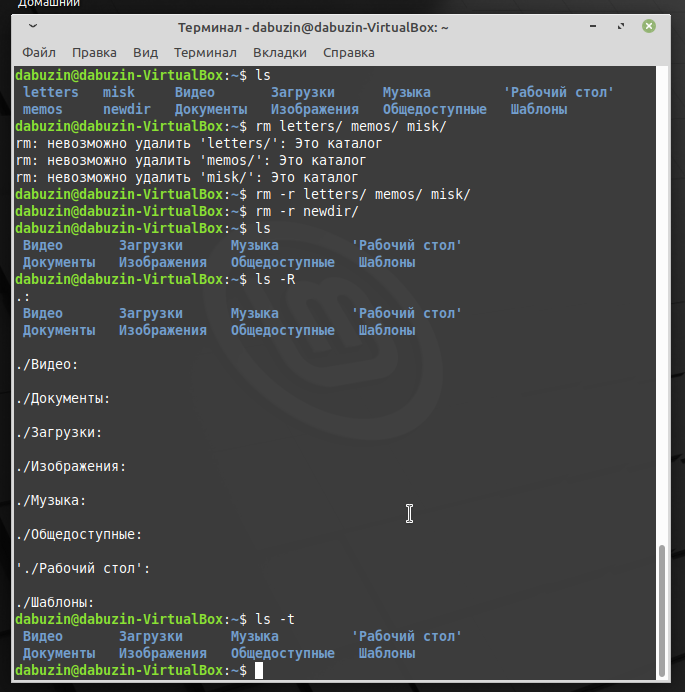 Домашний
Терминал - dabuzin@dabuzin-VirtualBox: ~
Файл Правка Вид Терминал Вкладки Справка
dabuzin@dabuzin-VirtualBox:~$ ls
letters misk Видео Загрузки Музыка 'Рабочий стол'
memos newdir Документы Изображения Общедоступные Шаблоны
dabuzin@dabuzin-VirtualBox:~$ rm letters/ memos/ misk/
rm: невозможно удалить 'letters/': Это каталог
rm: невозможно удалить 'memos/': Это каталог
rm: невозможно удалить 'misk/': Это каталог
dabuzin@dabuzin-VirtualBox:~$ rm -r letters/ memos/ misk/
dabuzin@dabuzin-VirtualBox:~$ rm -r newdir/
dabuzin@dabuzin-VirtualBox:~$ ls
Видео Загрузки Музыка 'Рабочий стол'
Документы Изображения Общедоступные Шаблоны
dabuzin@dabuzin-VirtualBox:~$ ls -R
.:
Видео Загрузки Музыка 'Рабочий стол'
Документы Изображения Общедоступные Шаблоны
./Видео:
./Документы:
./Загрузки:
./Изображения:
./Музыка:
./Общедоступные:
'./Рабочий стол':
./Шаблоны:
dabuzin@dabuzin-VirtualBox:~$ ls -t
Видео Загрузки Музыка 'Рабочий стол'
Документы Изображения Общедоступные Шаблоны
dabuzin@dabuzin-VirtualBox:~$